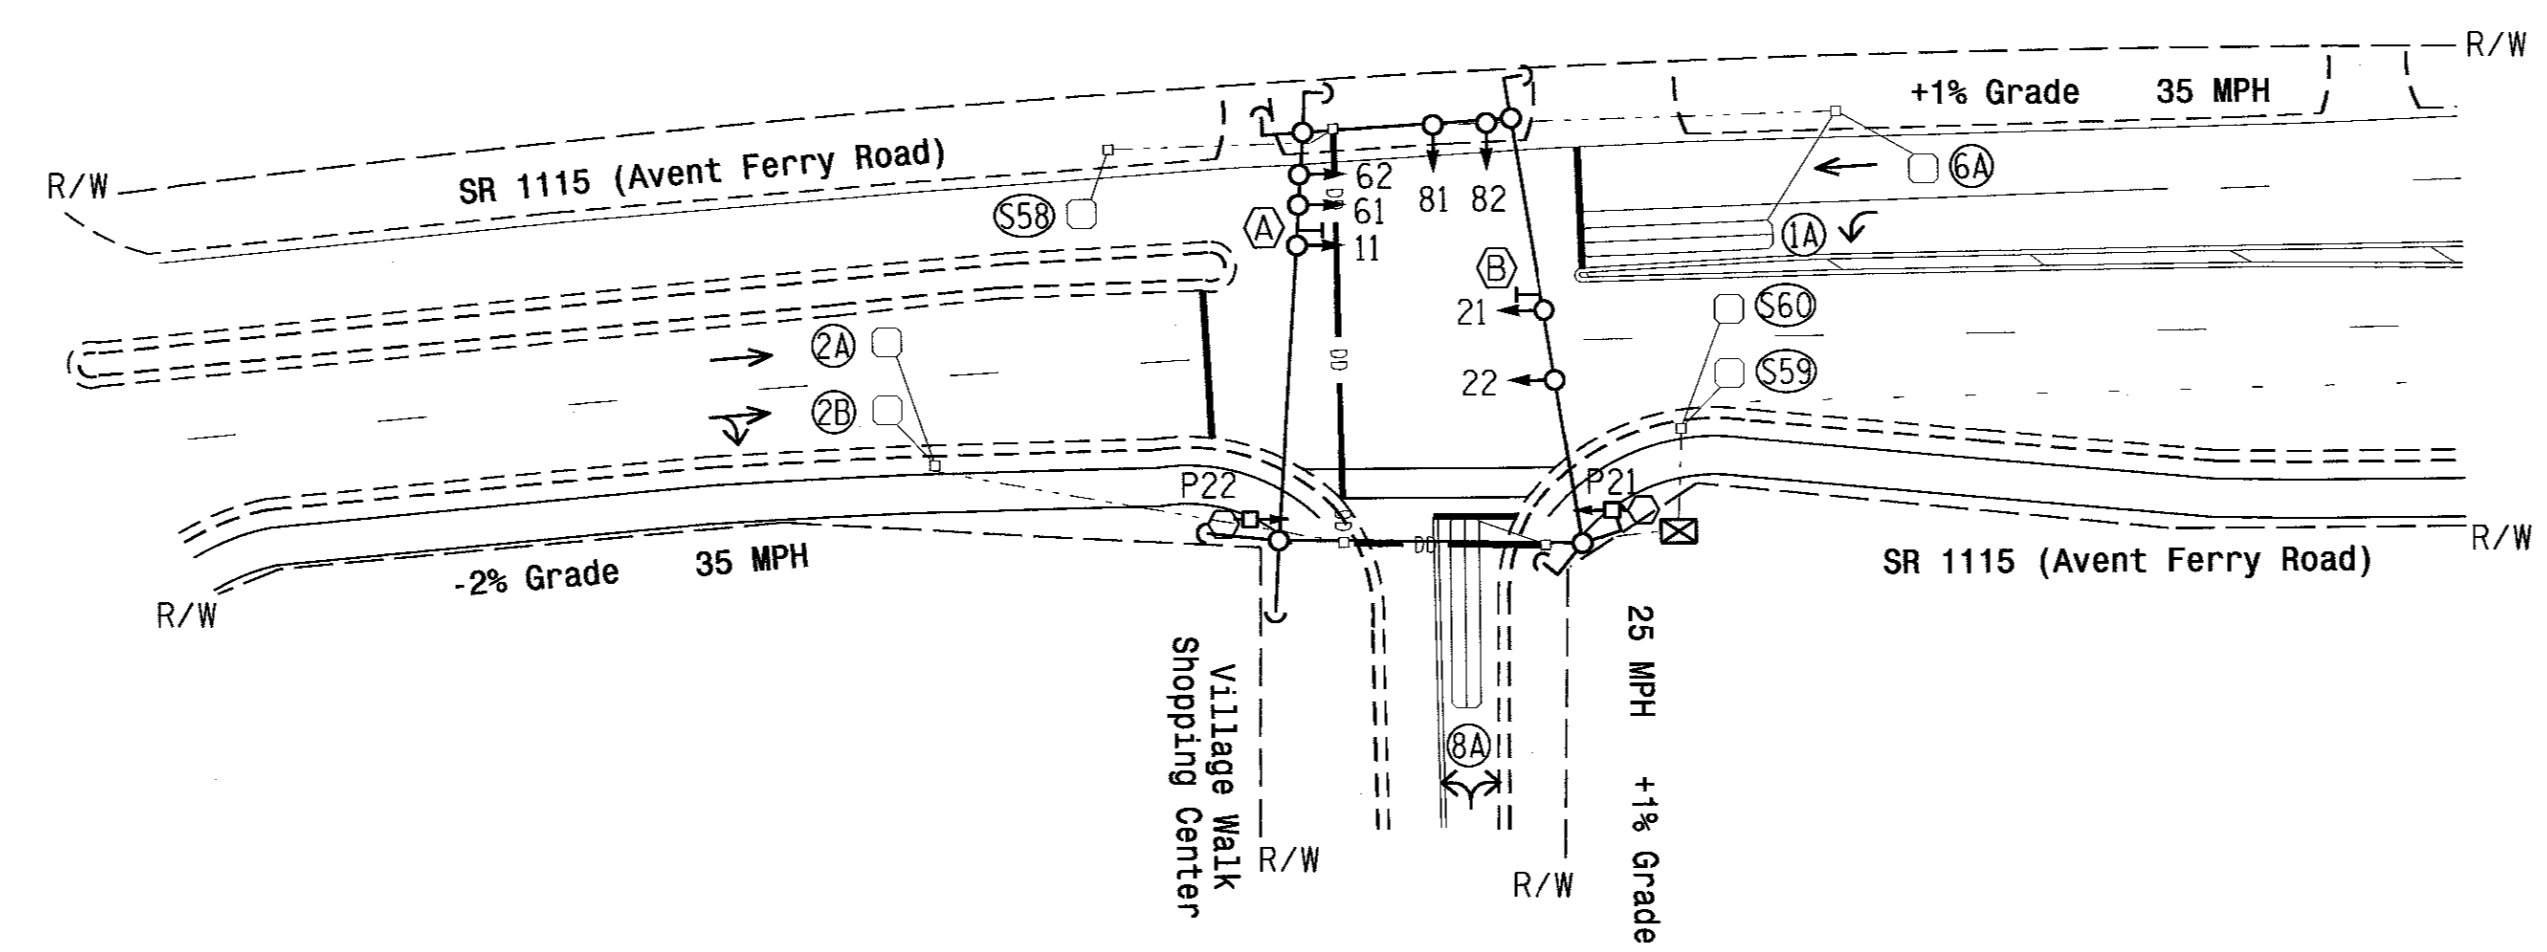 R/W
+1% Grade 35 MPH
SR 1115 (Avent Ferry Road)
R/W
62
6A
81 82
S58
61
A
11
1A
B
21
S60
2A
22
S59
2B
P22
P21
R/W
-2% Grade 35 MPH
SR 1115 (Avent Ferry Road)
R/W
25 MPH +1% Grade
Village Walk
Shopping Center
8A
R/W
R/W